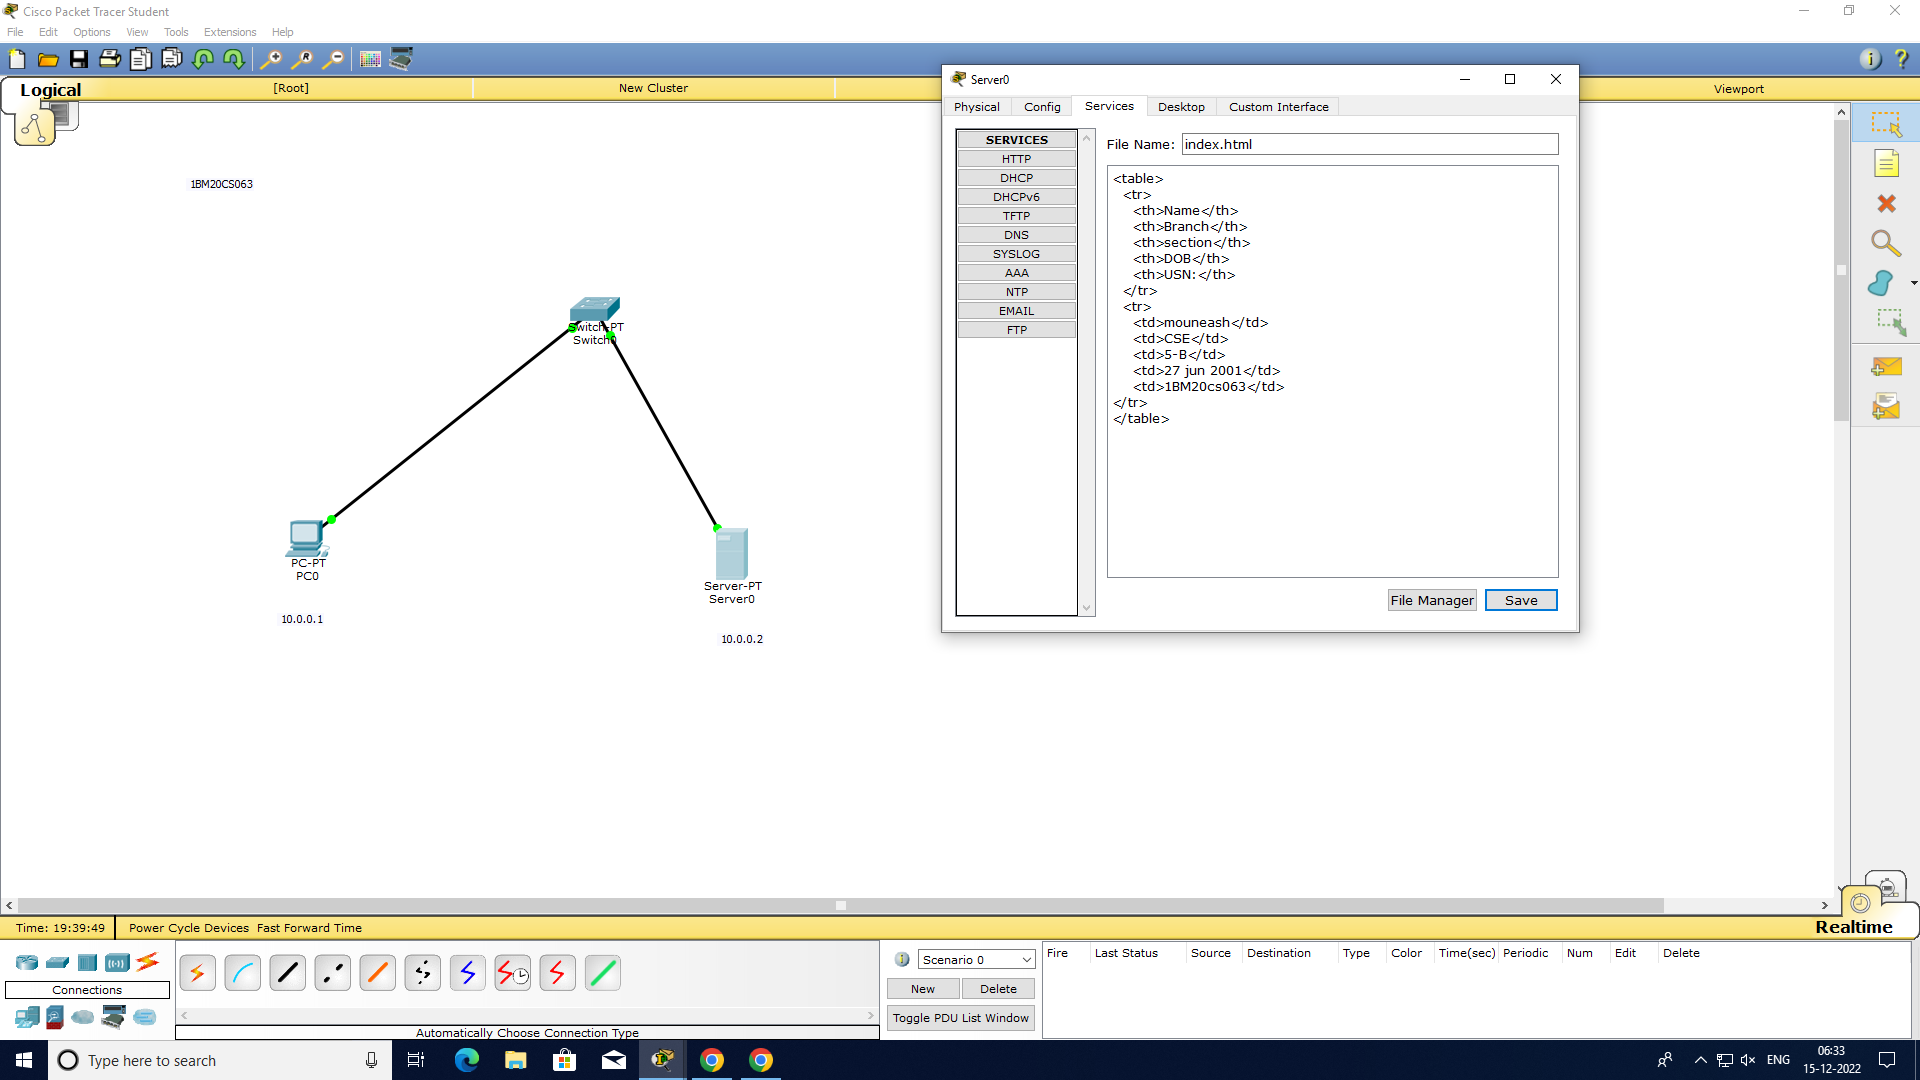 Cisco Packet Tracer Student
File Edit Options View Tools Extensions Help
Logical [Root] New Cluster Viewport
1BM20CS063
Switch-PT
Switch0
PC-PT
PC0
10.0.0.1
Server-PT
Server0
10.0.0.2
Server0
Physical Config Services Desktop Custom Interface
SERVICES
HTTP
DHCP
DHCPv6
TFTP
DNS
SYSLOG
AAA
NTP
EMAIL
FTP
File Name: index.html
<table>
<tr>
<th>Name</th>
<th>Branch</th>
<th>section</th>
<th>DOB</th>
<th>USN:</th>
</tr>
<tr>
<td>mouneash</td>
<td>CSE</td>
<td>5-B</td>
<td>27 jun 2001</td>
<td>1BM20cs063</td>
</tr>
</table>
File Manager Save
Time: 19:39:49 Power Cycle Devices Fast Forward Time
Realtime
Connections
Automatically Choose Connection Type
Scenario 0
New Delete
Toggle PDU List Window
Fire Last Status Source Destination Type Color Time(sec) Periodic Num Edit Delete
Type here to search
ENG
06:33
15-12-2022